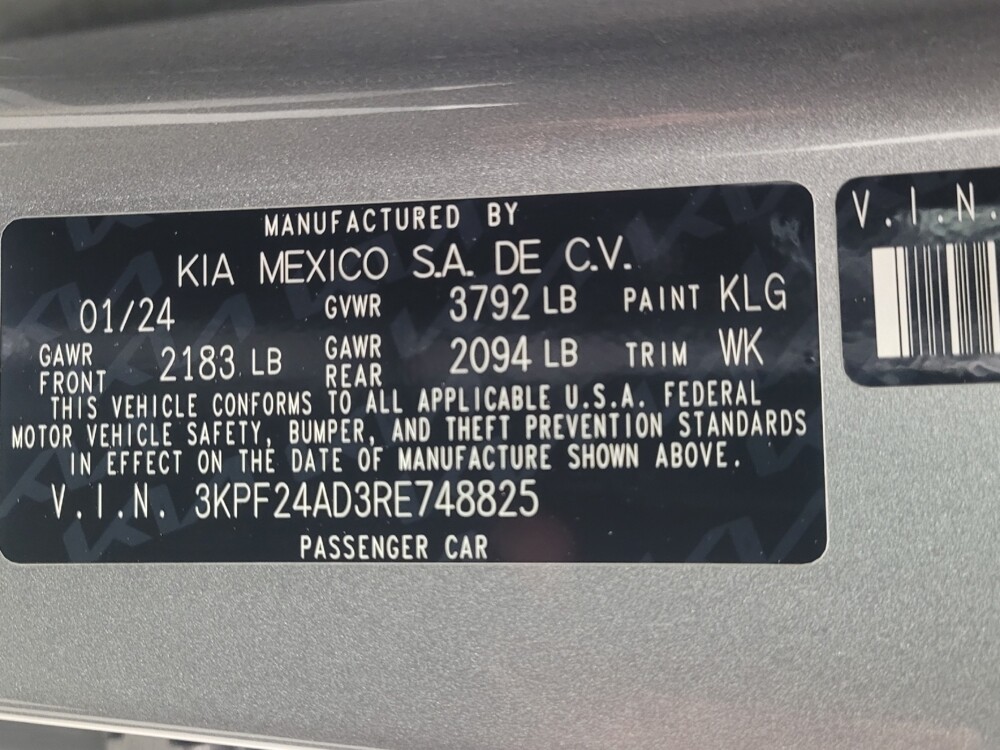 MANUFACTURED BY
KIA MEXICO S.A. DE C.V.
01/24 GVWR 3792 LB PAINT KLG
GAWR FRONT 2183 LB GAWR REAR 2094 LB TRIM WK
THIS VEHICLE CONFORMS TO ALL APPLICABLE U.S.A. FEDERAL
MOTOR VEHICLE SAFETY, BUMPER, AND THEFT PREVENTION STANDARDS
IN EFFECT ON THE DATE OF MANUFACTURE SHOWN ABOVE.
V.I.N. 3KPF24AD3RE748825
PASSENGER CAR
V.I.N.